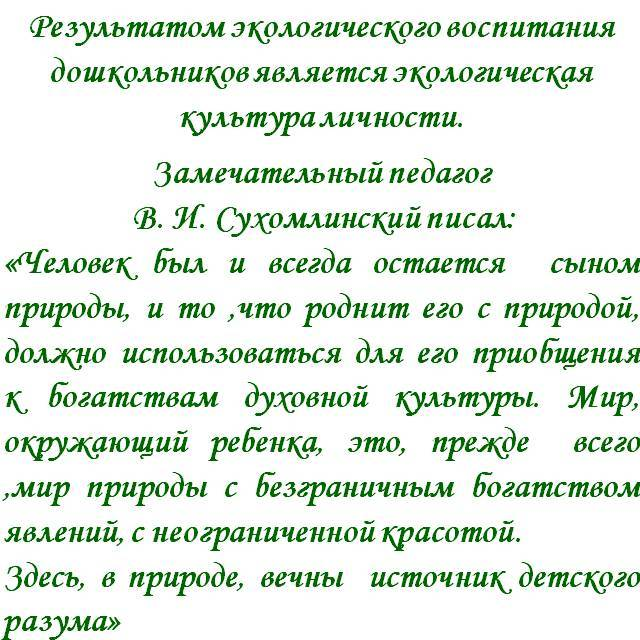 Результатом экологического воспитания
дошкольников является экологическая
культура личности.
Замечательный педагог
В. И. Сухомлинский писал:
«Человек был и всегда остается сыном
природы, и то ,что роднит его с природой,
должно использоваться для его приобщения
к богатствам духовной культуры. Мир,
окружающий ребенка, это, прежде всего
,мир природы с безграничным богатством
явлений, с неограниченной красотой.
Здесь, в природе, вечны источник детского
разума»